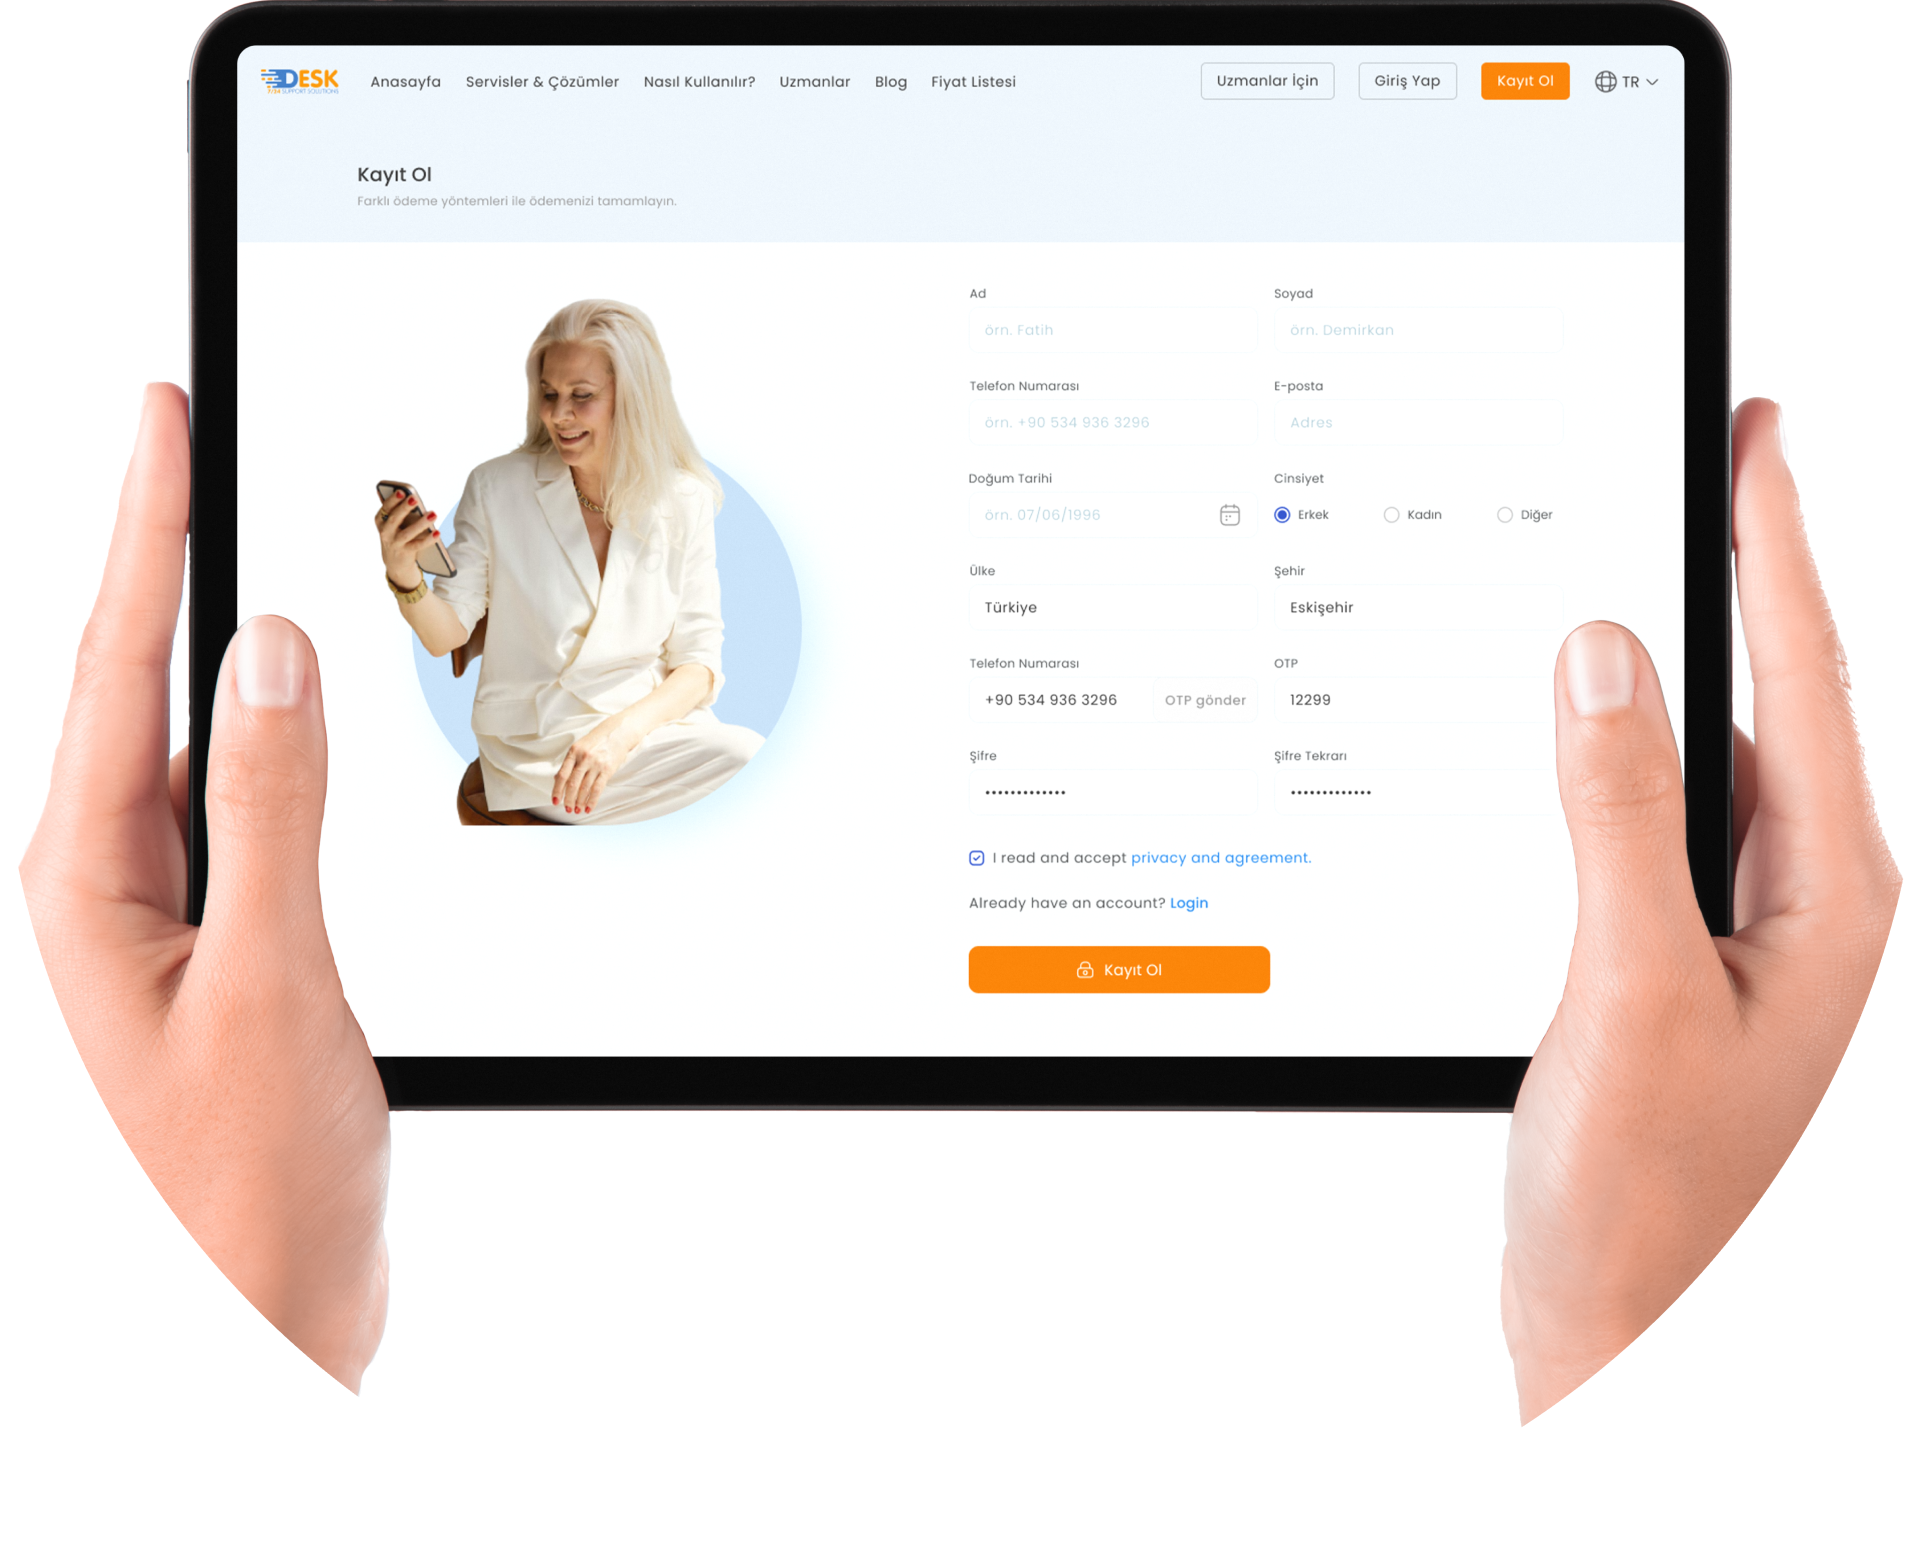 DESK
7/24 SUPPORT SOLUTIONS
Anasayfa Servisler & Çözümler Nasıl Kullanılır? Uzmanlar Blog Fiyat Listesi
Uzmanlar İçin Giriş Yap Kayıt Ol TR
Kayıt Ol
Farklı ödeme yöntemleri ile ödemenizi tamamlayın.
Ad Soyad
örn. Fatih örn. Demirkan
Telefon Numarası E-posta
örn. +90 534 936 3296 Adres
Doğum Tarihi Cinsiyet
örn. 07/06/1996 Erkek Kadın Diğer
Ülke Şehir
Türkiye Eskişehir
Telefon Numarası OTP
+90 534 936 3296 OTP gönder 12299
Şifre Şifre Tekrarı
••••••••••••• •••••••••••••
I read and accept privacy and agreement.
Already have an account? Login
Kayıt Ol